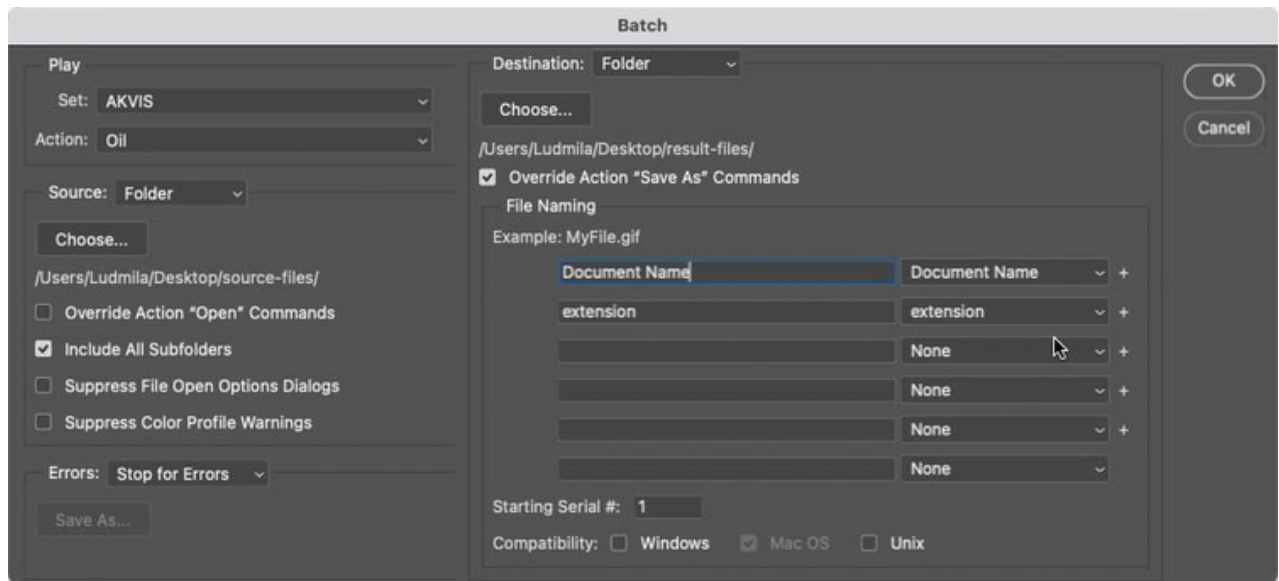 Batch
Play
Set: AKVIS
Action: Oil
Source: Folder
Choose...
/Users/Ludmila/Desktop/source-files/
Override Action "Open" Commands
Include All Subfolders
Suppress File Open Options Dialogs
Suppress Color Profile Warnings
Errors: Stop for Errors
Save As...
Destination: Folder
Choose...
/Users/Ludmila/Desktop/result-files/
Override Action "Save As" Commands
File Naming
Example: MyFile.gif
Document Name Document Name +
extension extension +
None +
None +
None +
None
Starting Serial #: 1
Compatibility: Windows Mac OS Unix
OK
Cancel